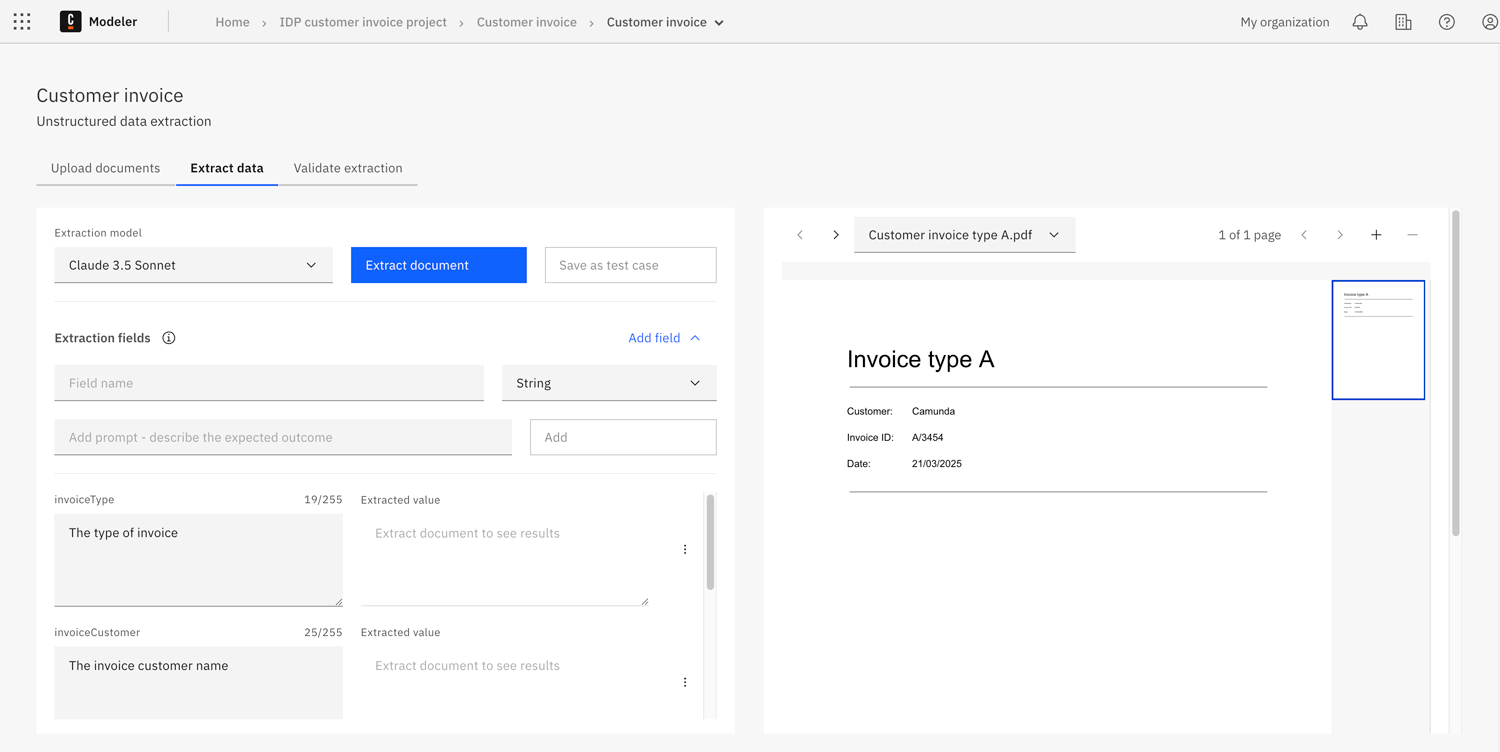 Modeler
Home
IDP customer invoice project
Customer invoice
Customer invoice
My organization
Customer invoice
Unstructured data extraction
Upload documents
Extract data
Validate extraction
Extraction model
Claude 3.5 Sonnet
Extract document
Save as test case
Extraction fields
Add field
Field name
String
Add prompt - describe the expected outcome
Add
invoiceType
19/255
Extracted value
The type of invoice
Extract document to see results
invoiceCustomer
25/255
Extracted value
The invoice customer name
Extract document to see results
Customer invoice type A.pdf
1 of 1 page
Invoice type A
Customer: Camunda
Invoice ID: A/3454
Date: 21/03/2025
Invoice type A